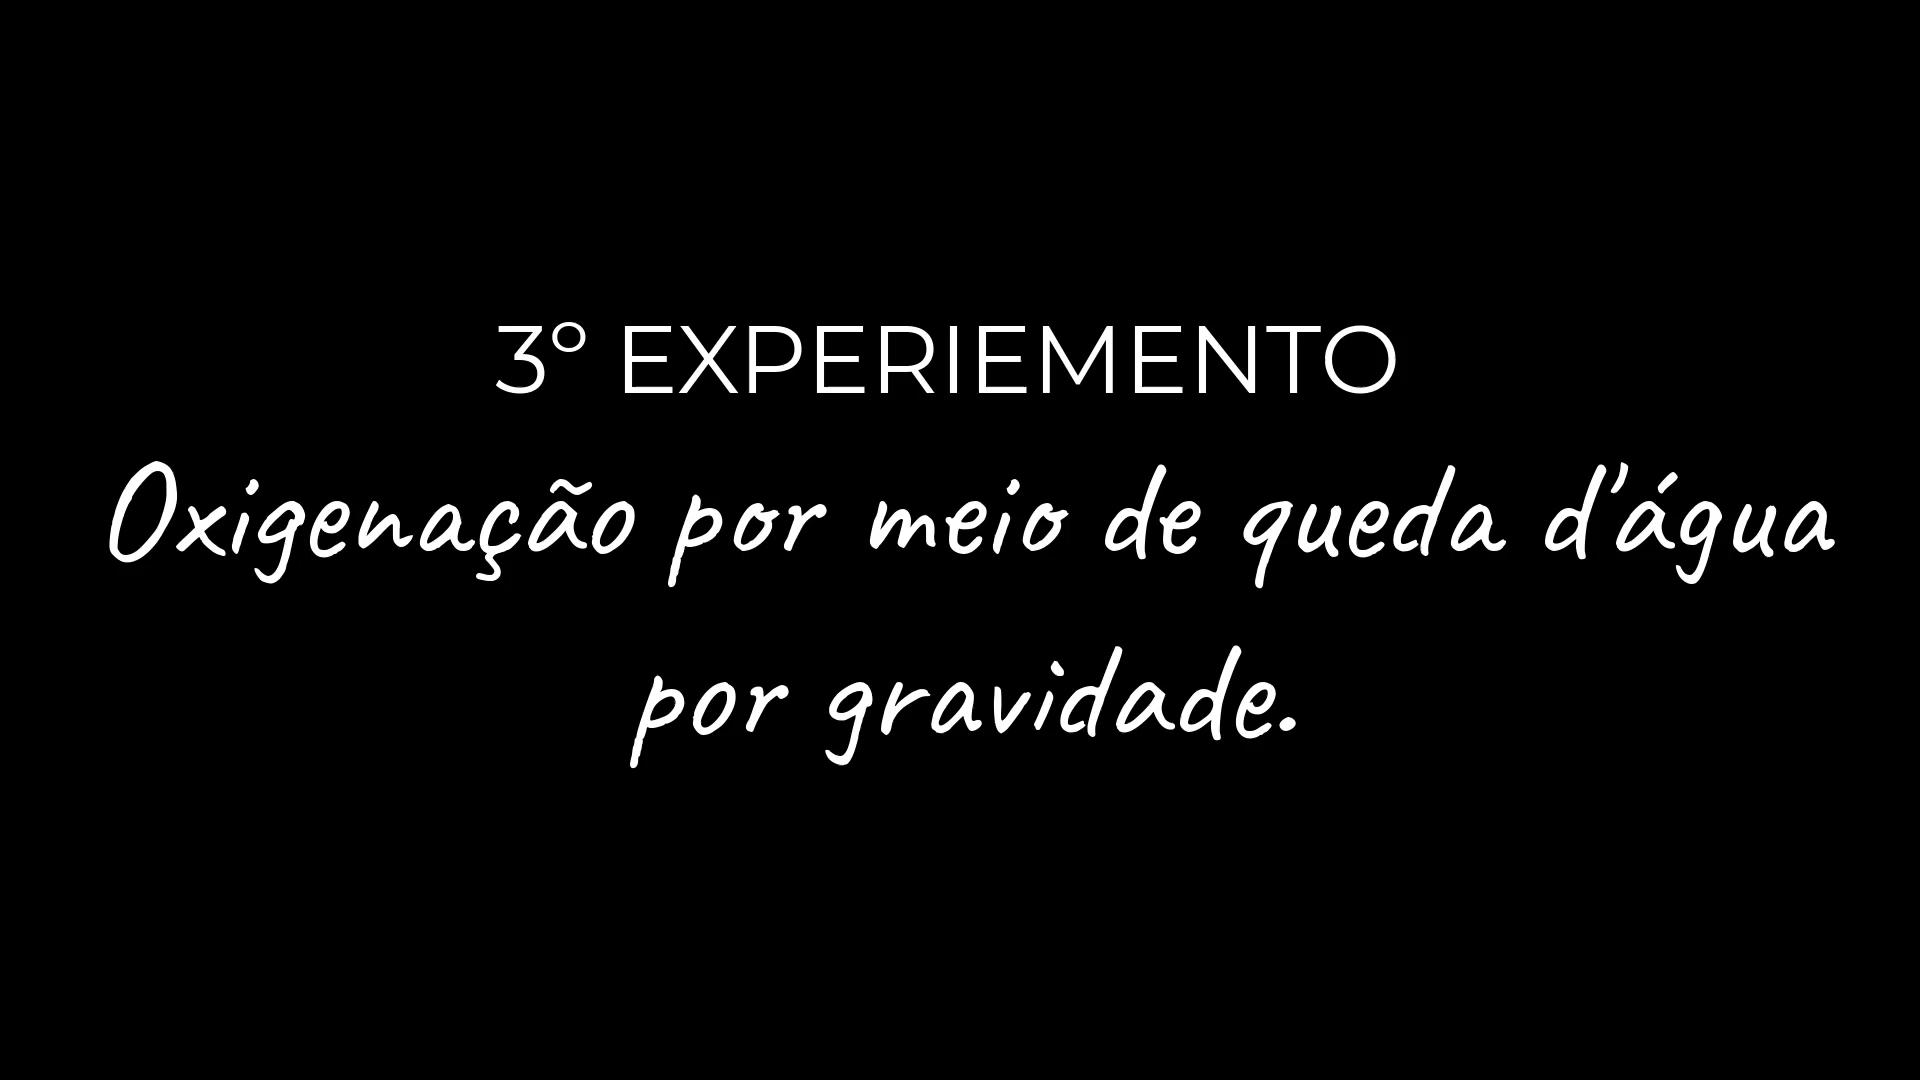 3º EXPERIEMENTO
Oxigenação por meio de queda d'água
por gravidade.